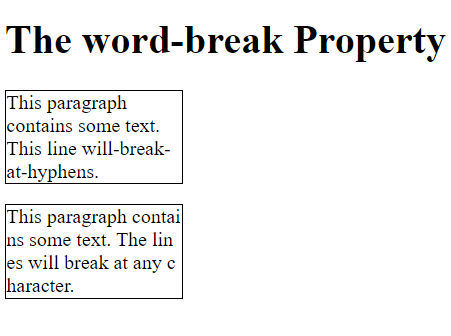 The word-break Property
This paragraph
contains some text.
This line will-break-
at-hyphens.
This paragraph contai
ns some text. The lin
es will break at any c
haracter.